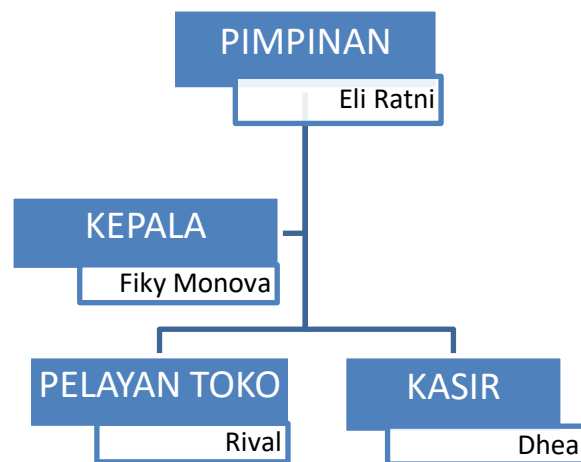 PIMPINAN
Eli Ratni
KEPALA
Fiky Monova
PELAYAN TOKO
Rival
KASIR
Dhea